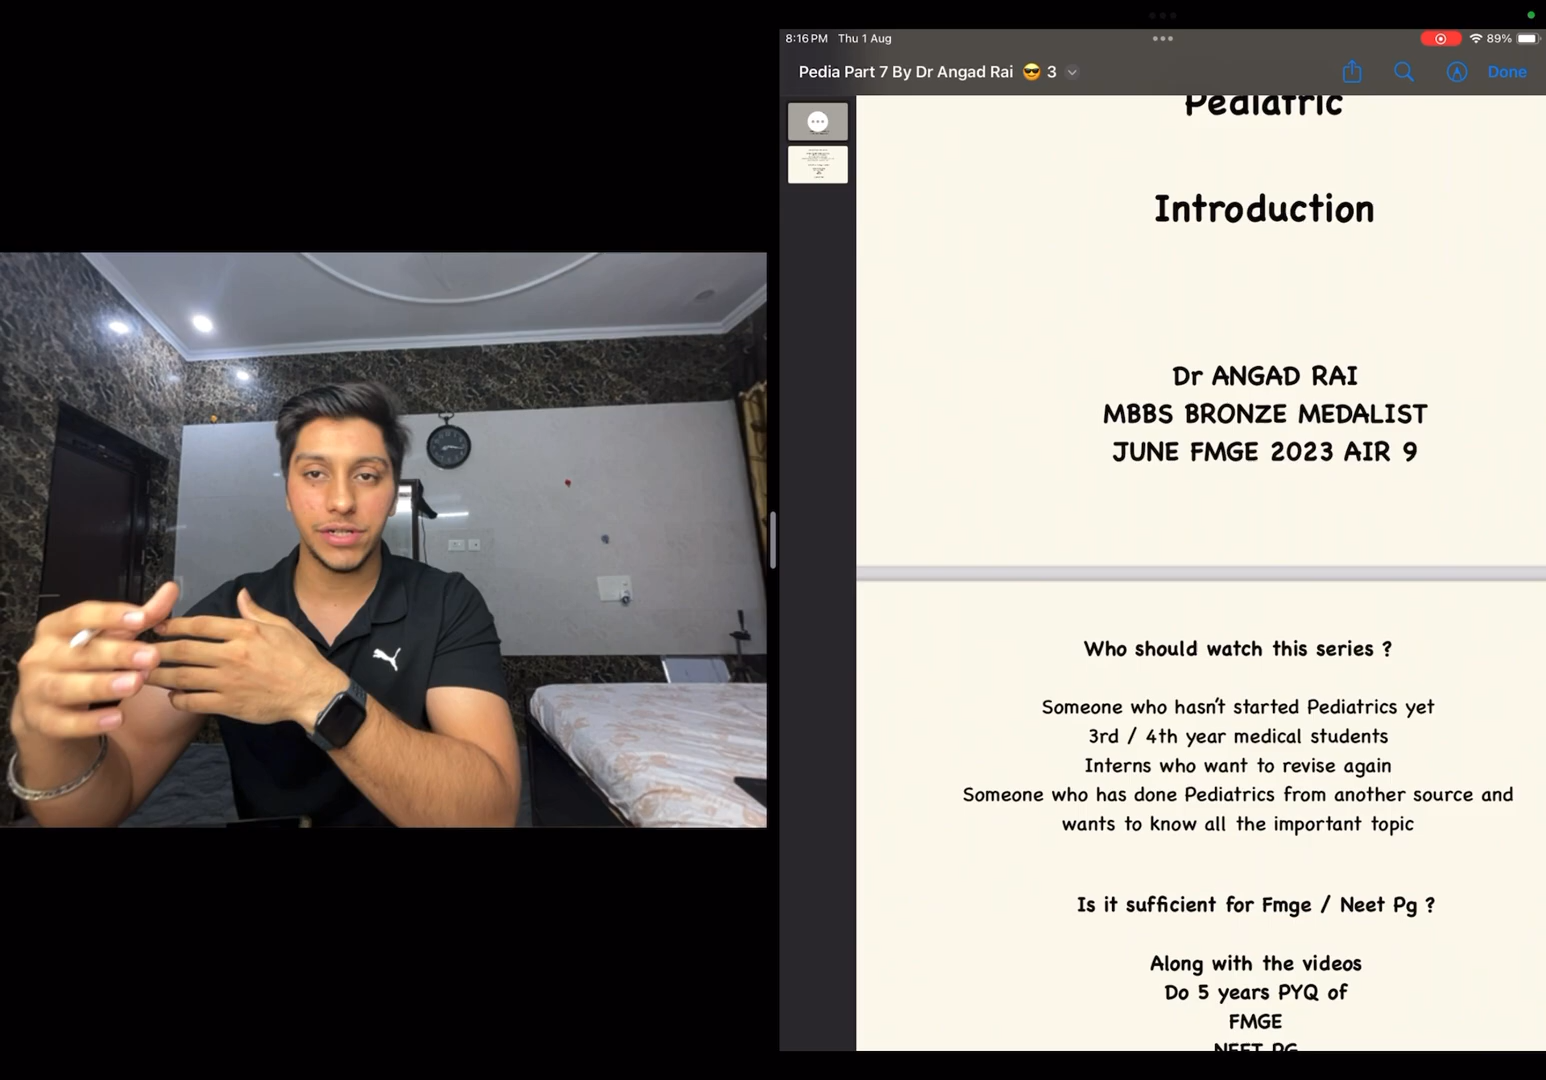 8:16 PM Thu 1 Aug
89%
Pedia Part 7 By Dr Angad Rai 😎 3
Done
Pediatric
Introduction
Dr ANGAD RAI
MBBS BRONZE MEDALIST
JUNE FMGE 2023 AIR 9
Who should watch this series ?
Someone who hasn't started Pediatrics yet
3rd / 4th year medical students
Interns who want to revise again
Someone who has done Pediatrics from another source and
wants to know all the important topic
Is it sufficient for Fmge / Neet Pg ?
Along with the videos
Do 5 years PYQ of
FMGE
NEET PG